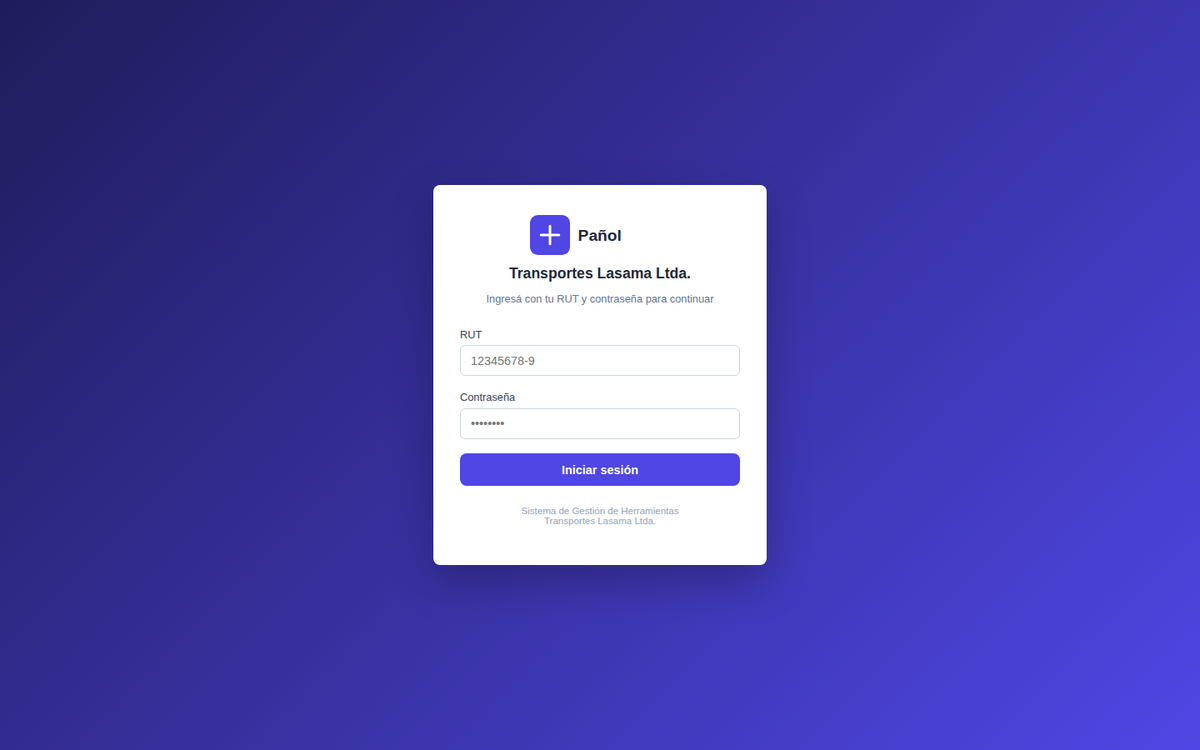 Pañol
Transportes Lasama Ltda.
Ingresá con tu RUT y contraseña para continuar
RUT
12345678-9
Contraseña
••••••••
Iniciar sesión
Sistema de Gestión de Herramientas
Transportes Lasama Ltda.